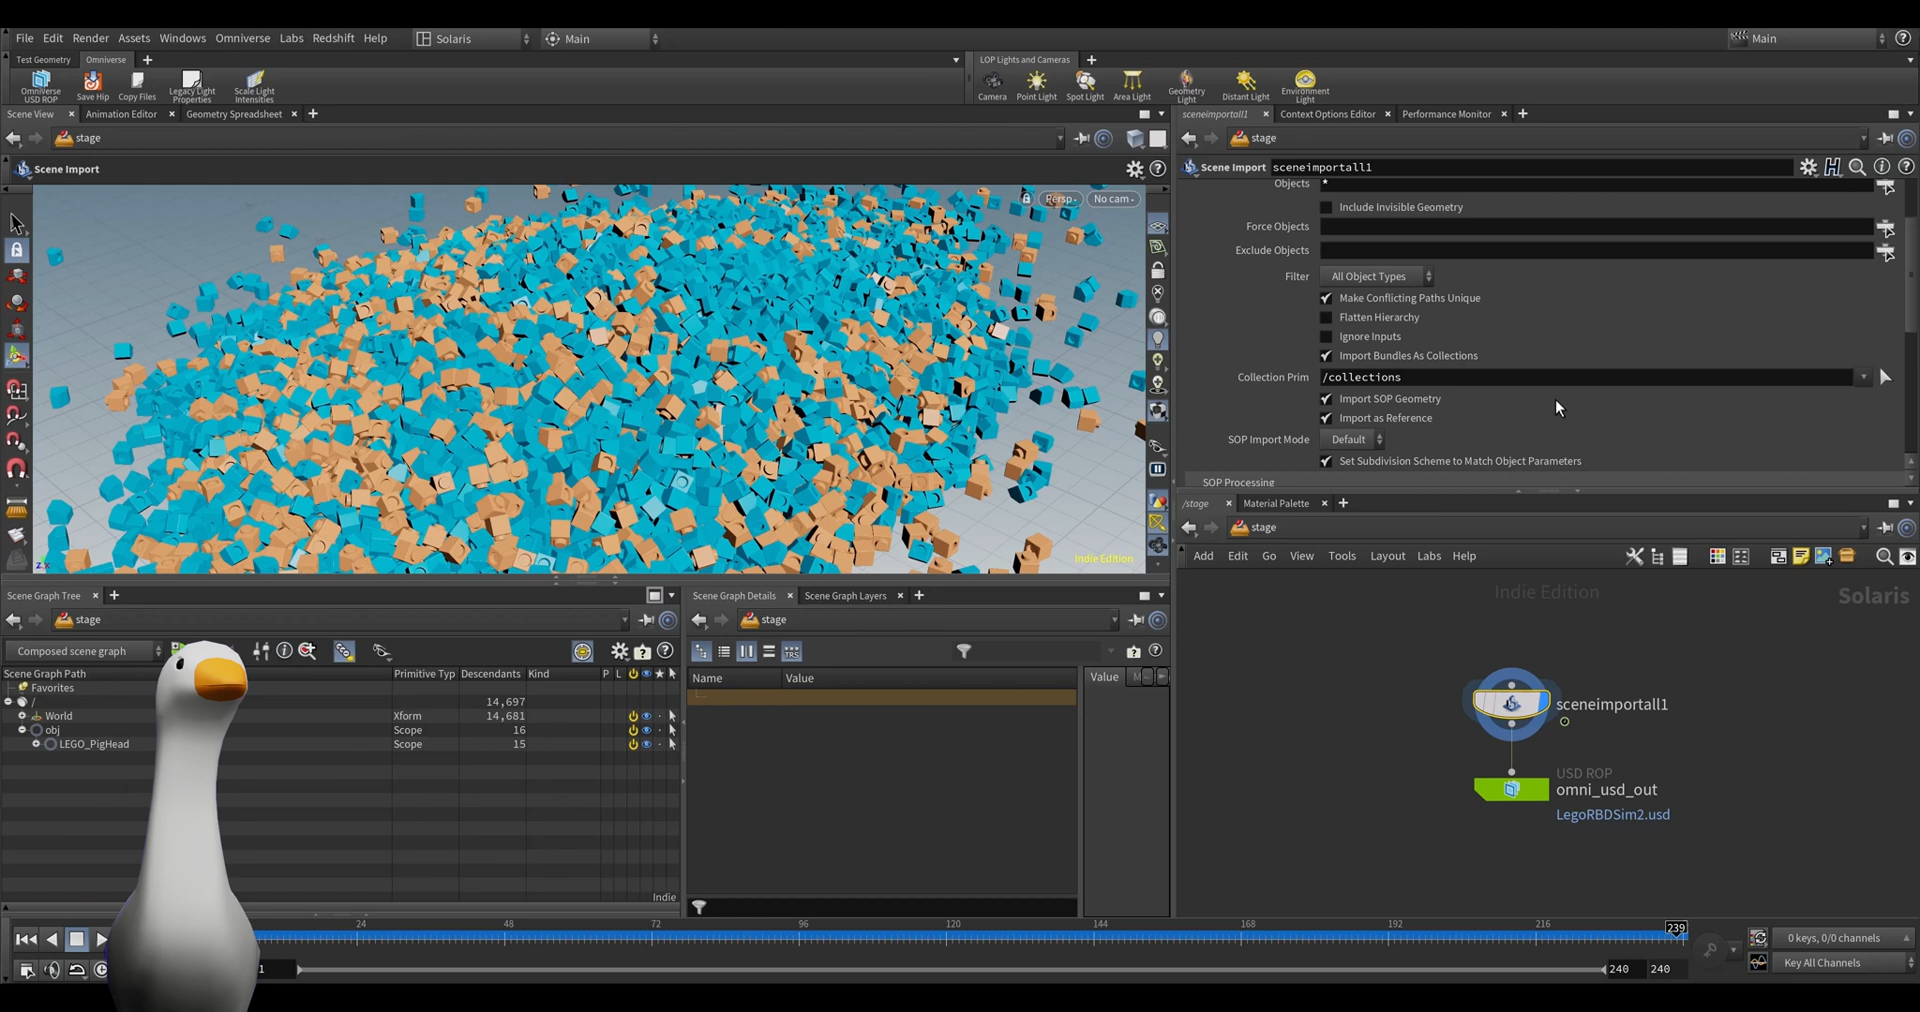 File Edit Render Assets Windows Omniverse Labs Redshift Help Solaris Main Main
Test Geometry Omniverse LOP Lights and Cameras
Omniverse USD ROP
Save Hip
Copy Files
Legacy Light Properties
Scale Light Intensities
Camera
Point Light
Spot Light
Area Light
Geometry Light
Distant Light
Environment Light
Scene View Animation Editor Geometry Spreadsheet
stage
Scene Import
Persp No cam
Indie Edition
z x
sceneimportall1 Context Options Editor Performance Monitor
stage
Scene Import sceneimportall1
Objects *
Include Invisible Geometry
Force Objects
Exclude Objects
Filter All Object Types
Make Conflicting Paths Unique
Flatten Hierarchy
Ignore Inputs
Import Bundles As Collections
Collection Prim /collections
Import SOP Geometry
Import as Reference
SOP Import Mode Default
Set Subdivision Scheme to Match Object Parameters
SOP Processing
/stage Material Palette
stage
Add Edit Go View Tools Layout Labs Help
Indie Edition Solaris
sceneimportall1
USD ROP
omni_usd_out
LegoRBDSim2.usd
Scene Graph Tree
stage
Composed scene graph
Scene Graph Path Primitive Typ Descendants Kind P L
Favorites
/ 14,697
World Xform 14,681
obj Scope 16
LEGO_PigHead Scope 15
Indie
Scene Graph Details Scene Graph Layers
stage
TRS
Name Value Value M
24 48 72 96 120 144 168 192 216 239
0 keys, 0/0 channels
1 240 240 Key All Channels